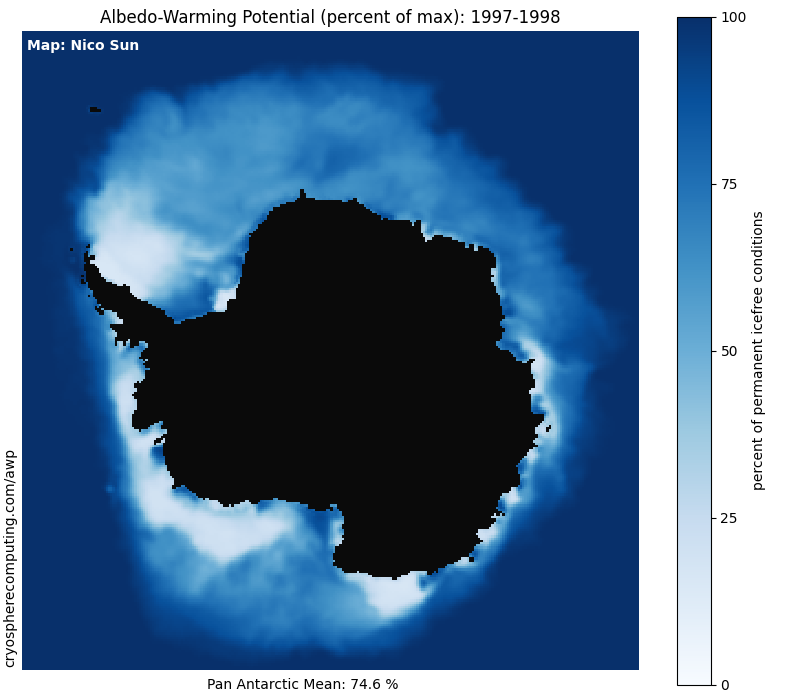 Albedo-Warming Potential (percent of max): 1997-1998
Map: Nico Sun
cryospherecomputing.com/awp
Pan Antarctic Mean: 74.6 %
100
75
50
25
0
percent of permanent icefree conditions